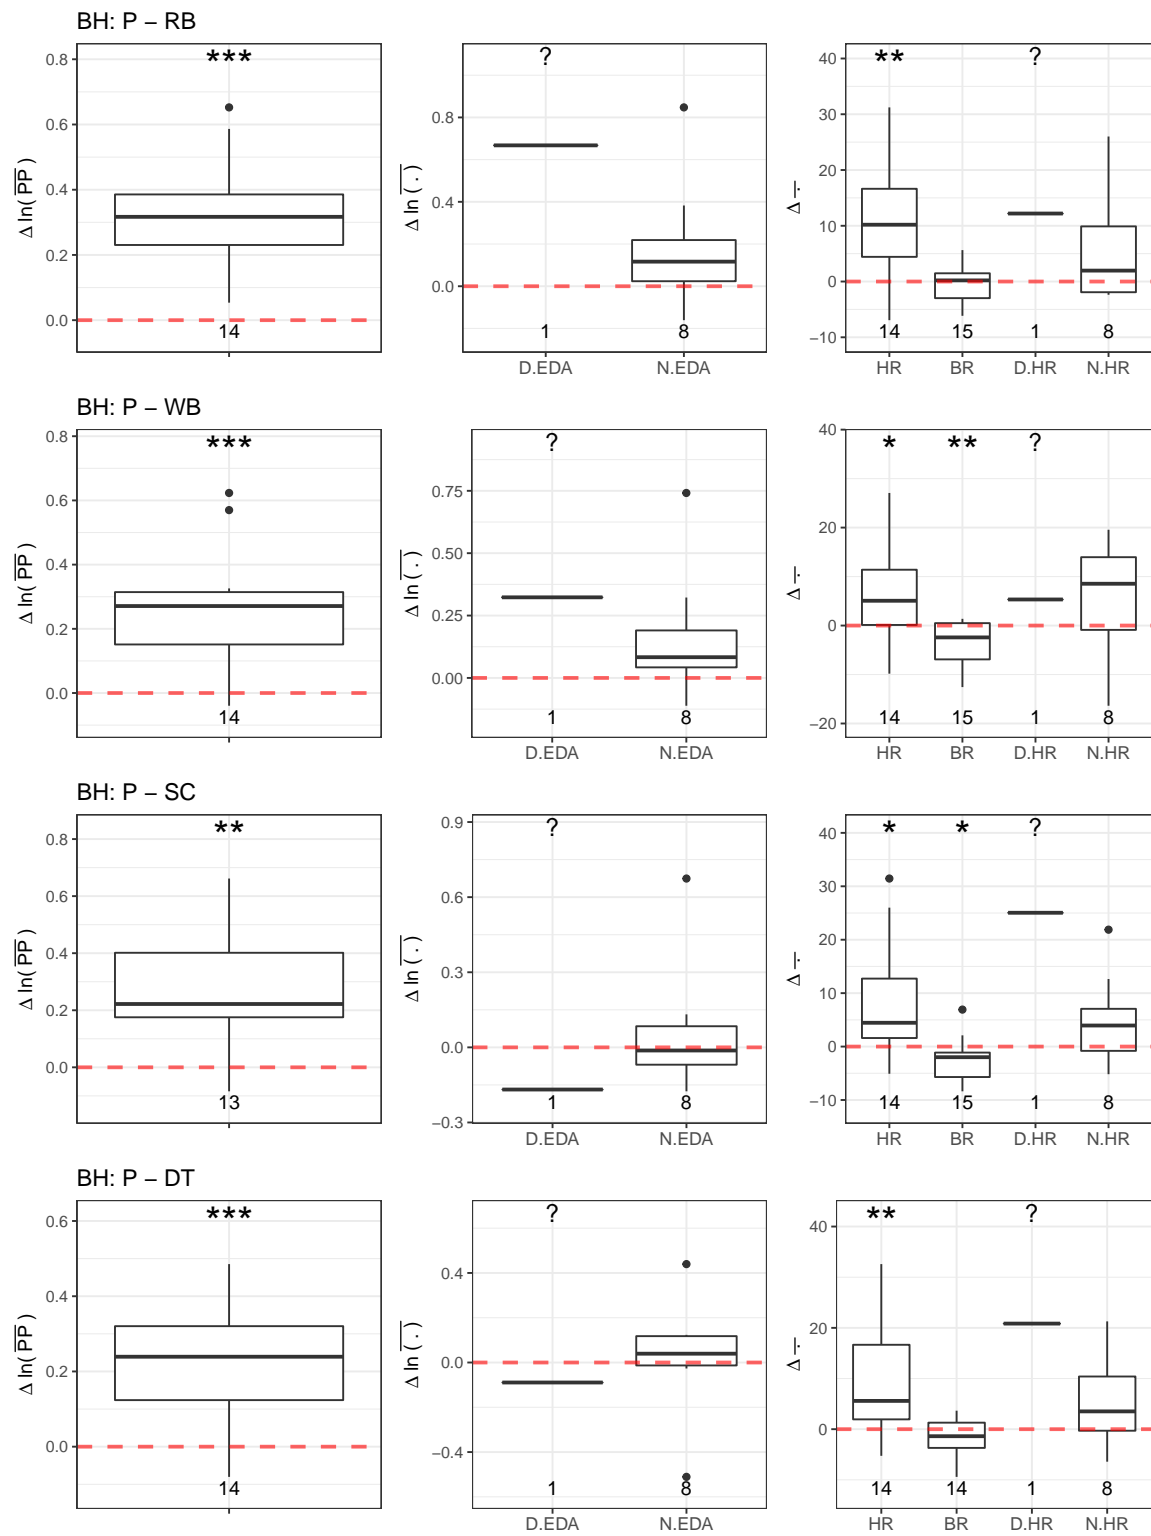 BH: P − RB
Δ ln(PP)
0.8
0.6
0.4
0.2
0.0
***
14
Δ ln(.)
0.8
0.4
0.0
?
1
8
D.EDA
N.EDA
Δ .
40
30
20
10
0
−10
**
?
14
15
1
8
HR
BR
D.HR
N.HR
BH: P − WB
Δ ln(PP)
0.8
0.6
0.4
0.2
0.0
***
14
Δ ln(.)
0.75
0.50
0.25
0.00
?
1
8
D.EDA
N.EDA
Δ .
40
20
0
−20
*
**
?
14
15
1
8
HR
BR
D.HR
N.HR
BH: P − SC
Δ ln(PP)
0.8
0.6
0.4
0.2
0.0
**
13
Δ ln(.)
0.9
0.6
0.3
0.0
−0.3
?
1
8
D.EDA
N.EDA
Δ .
40
30
20
10
0
−10
*
*
?
14
15
1
8
HR
BR
D.HR
N.HR
BH: P − DT
Δ ln(PP)
0.6
0.4
0.2
0.0
***
14
Δ ln(.)
0.4
0.0
−0.4
?
1
8
D.EDA
N.EDA
Δ .
40
20
0
**
?
14
14
1
8
HR
BR
D.HR
N.HR